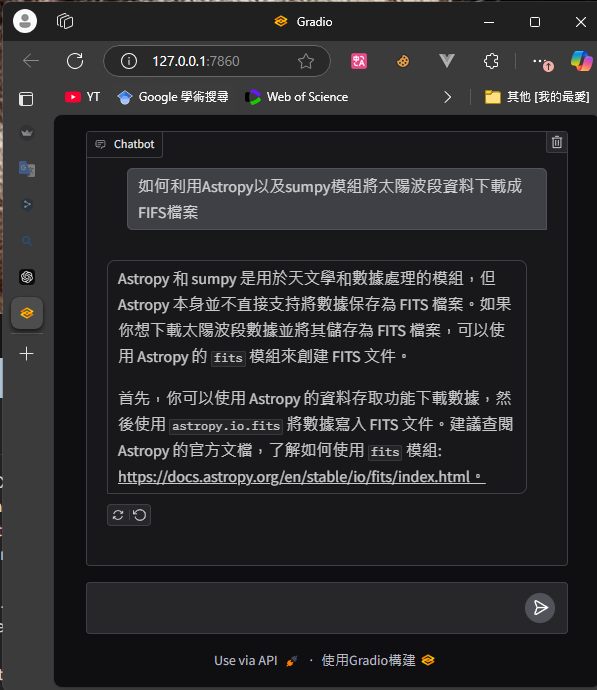 Gradio
127.0.0.1:7860
YT
Google 學術搜尋
Web of Science
其他 [我的最愛]
Chatbot
如何利用Astropy以及sumpy模組將太陽波段資料下載成
FIFS檔案
Astropy 和 sumpy 是用於天文學和數據處理的模組，但
Astropy 本身並不直接支持將數據保存為 FITS 檔案。如果
你想下載太陽波段數據並將其儲存為 FITS 檔案，可以使
用 Astropy 的 fits 模組來創建 FITS 文件。
首先，你可以使用 Astropy 的資料存取功能下載數據，然
後使用 astropy.io.fits 將數據寫入 FITS 文件。建議查閱
Astropy 的官方文檔，了解如何使用 fits 模組:
https://docs.astropy.org/en/stable/io/fits/index.html。
Use via API · 使用Gradio構建